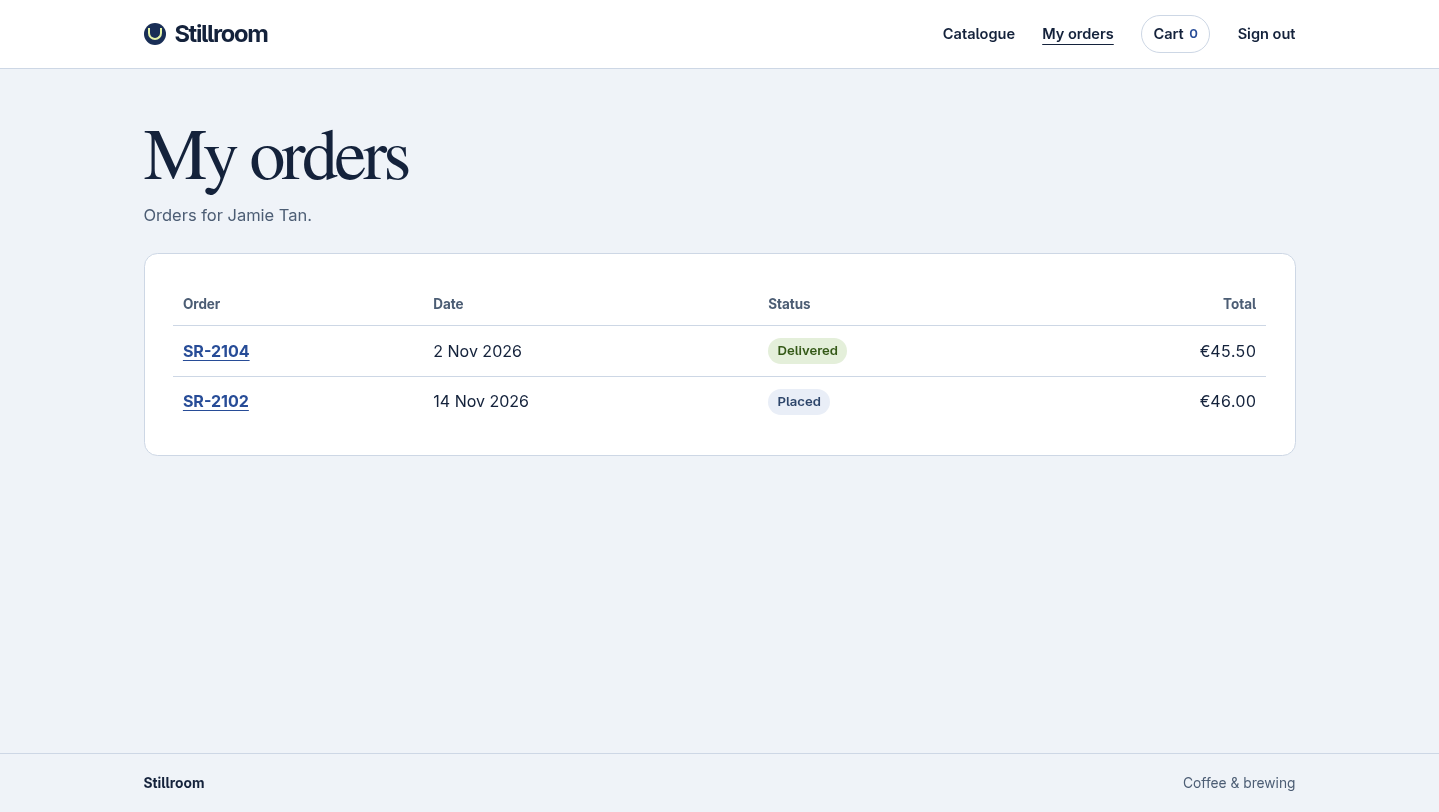 Stillroom
Catalogue My orders Cart 0 Sign out
My orders
Orders for Jamie Tan.
Order Date Status Total
SR-2104 2 Nov 2026 Delivered €45.50
SR-2102 14 Nov 2026 Placed €46.00
Stillroom
Coffee & brewing